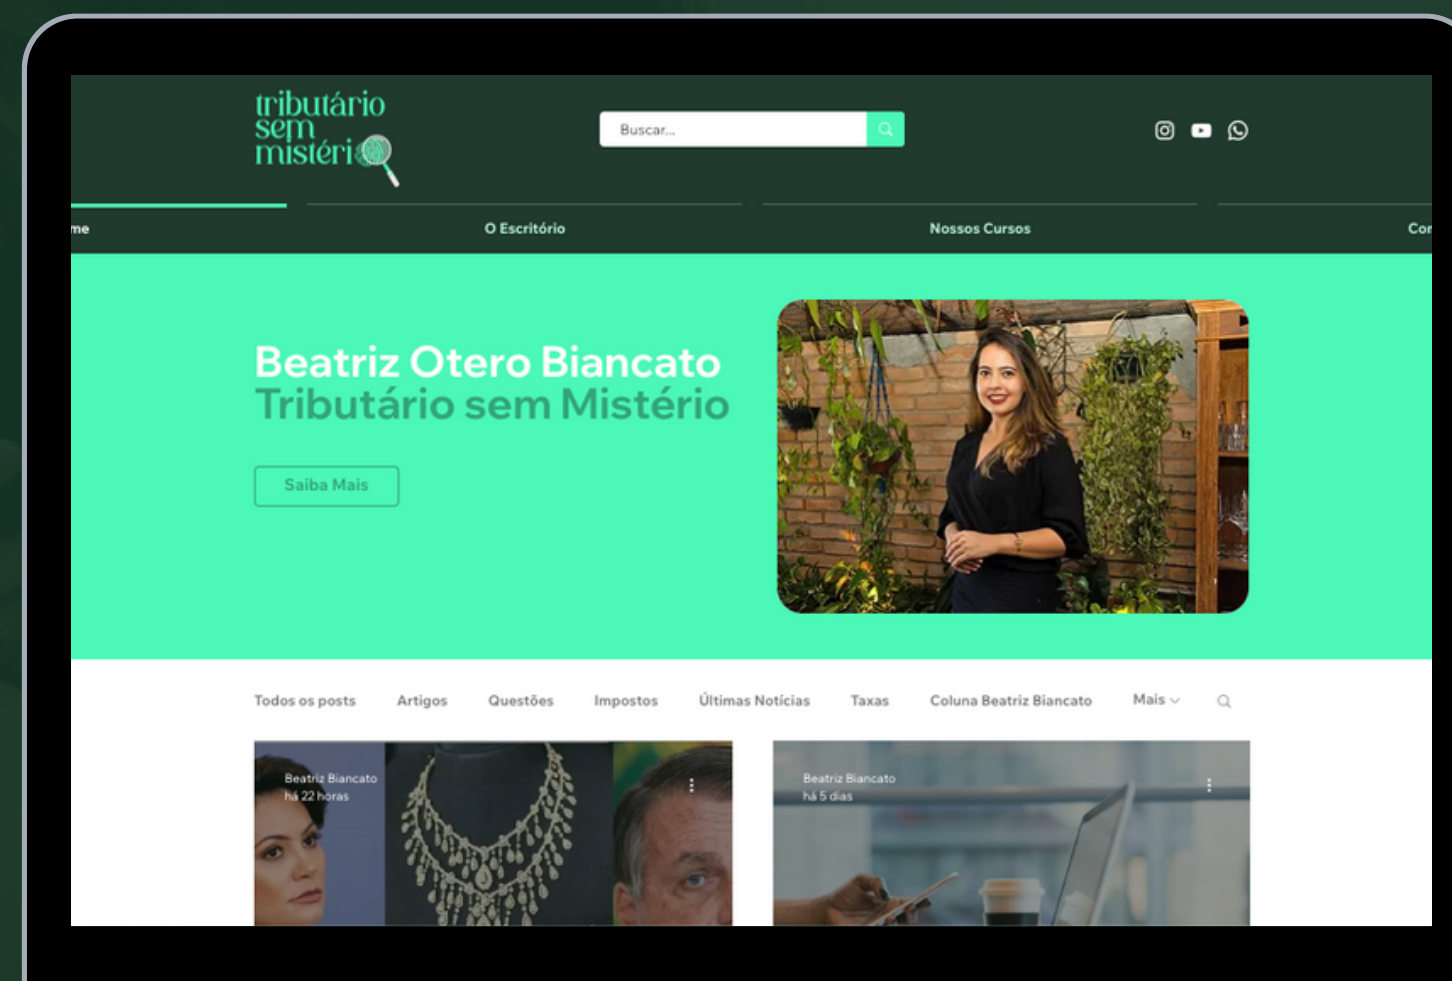 tributário
sem
mistério
Buscar...
me
O Escritório
Nossos Cursos
Con
Beatriz Otero Biancato
Tributário sem Mistério
Saiba Mais
Todos os posts
Artigos
Questões
Impostos
Últimas Notícias
Taxas
Coluna Beatriz Biancato
Mais
Beatriz Biancato
há 22 horas
Beatriz Biancato
há 5 dias